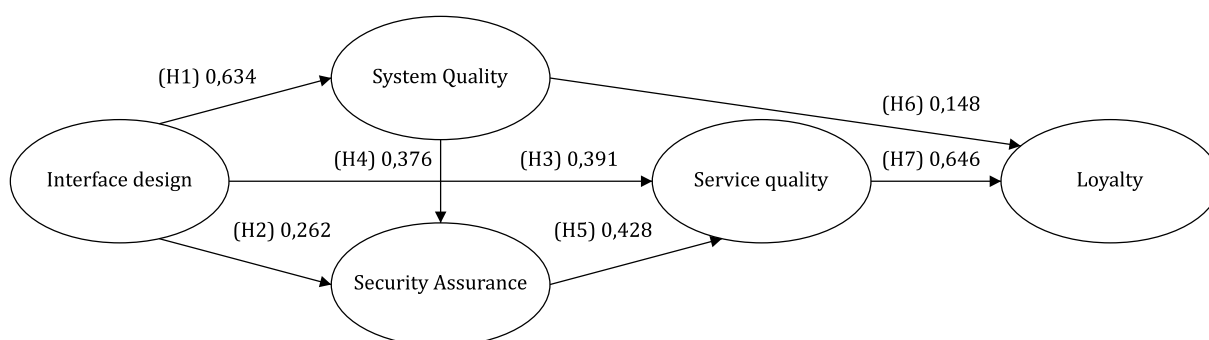 System Quality
(H1) 0,634
(H6) 0,148
(H4) 0,376
(H3) 0,391
(H7) 0,646
Interface design
Service quality
Loyalty
(H2) 0,262
(H5) 0,428
Security Assurance